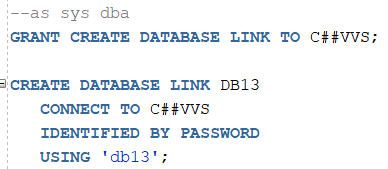 --as sys dba
GRANT CREATE DATABASE LINK TO C##VVS;
CREATE DATABASE LINK DB13
CONNECT TO C##VVS
IDENTIFIED BY PASSWORD
USING 'db13';